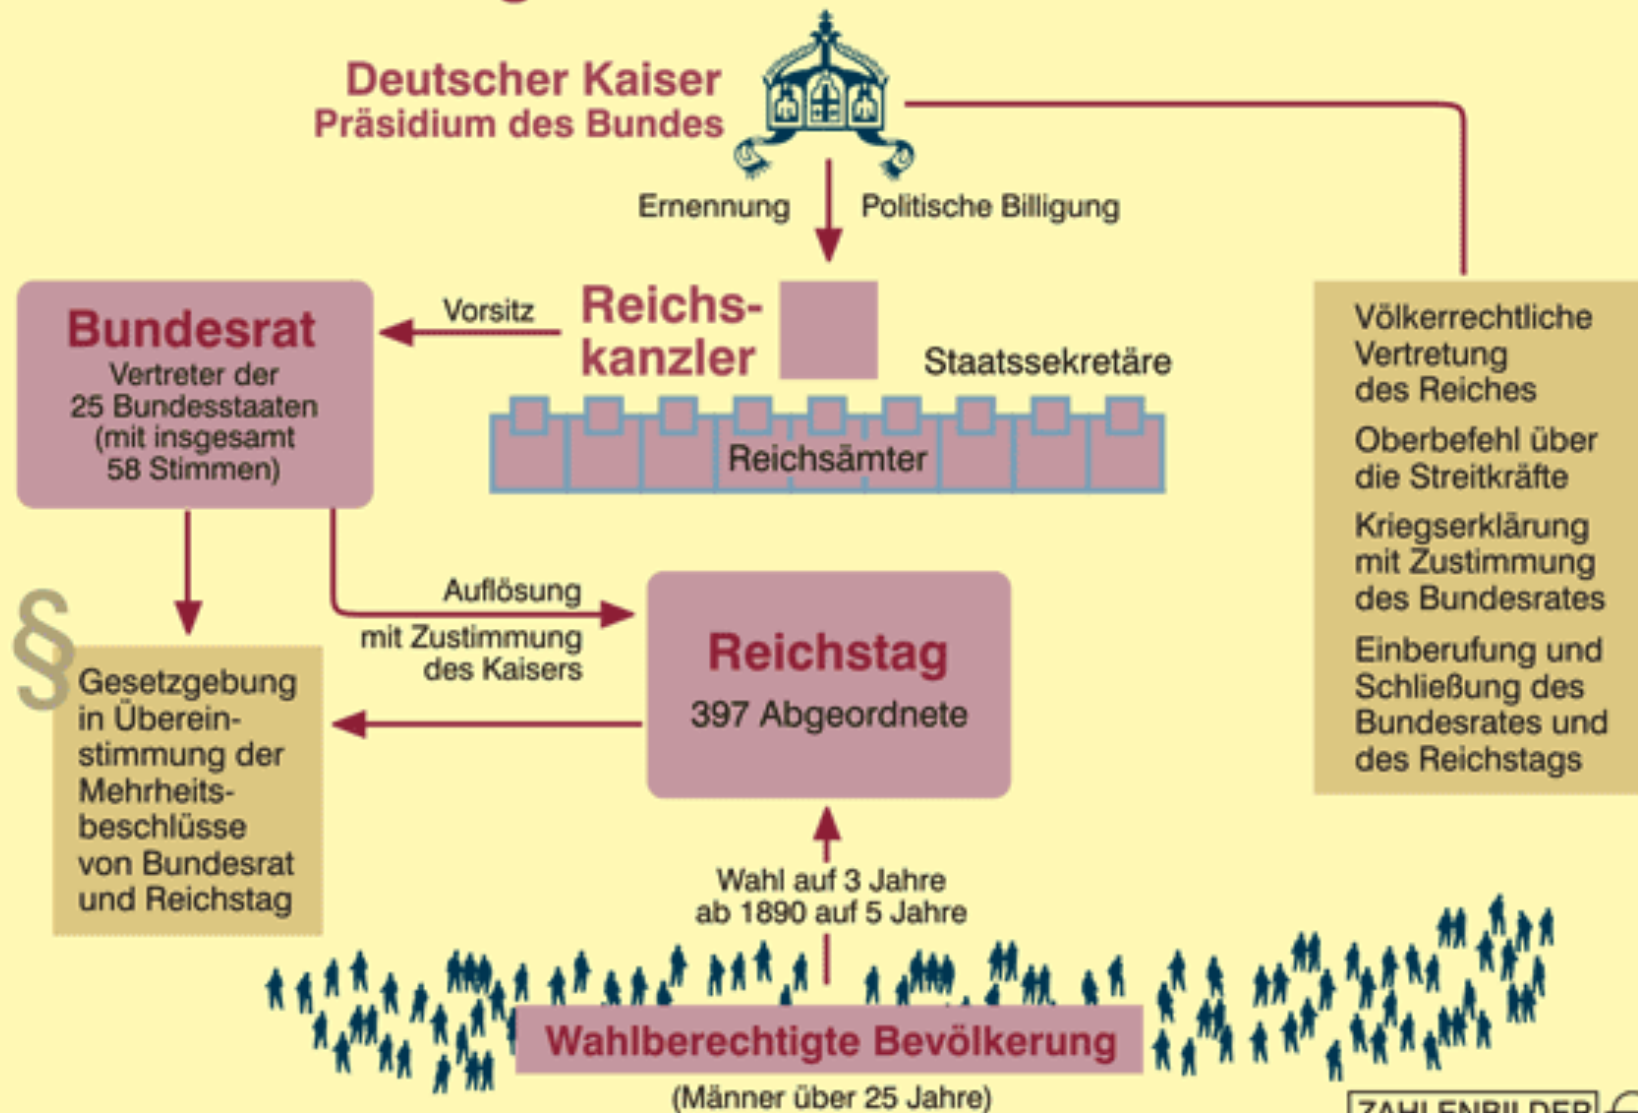 Deutscher Kaiser
Präsidium des Bundes
Ernennung
Politische Billigung
Bundesrat
Vertreter der
25 Bundesstaaten
(mit insgesamt
58 Stimmen)
Vorsitz
Reichs-
kanzler
Staatssekretäre
Reichsämter
Völkerrechtliche
Vertretung
des Reiches
Oberbefehl über
die Streitkräfte
Kriegserklärung
mit Zustimmung
des Bundesrates
Einberufung und
Schließung des
Bundesrates und
des Reichstags
Auflösung
mit Zustimmung
des Kaisers
Reichstag
397 Abgeordnete
§
Gesetzgebung
in Überein-
stimmung der
Mehrheits-
beschlüsse
von Bundesrat
und Reichstag
Wahl auf 3 Jahre
ab 1890 auf 5 Jahre
Wahlberechtigte Bevölkerung
(Männer über 25 Jahre)
ZAHLENBILDER